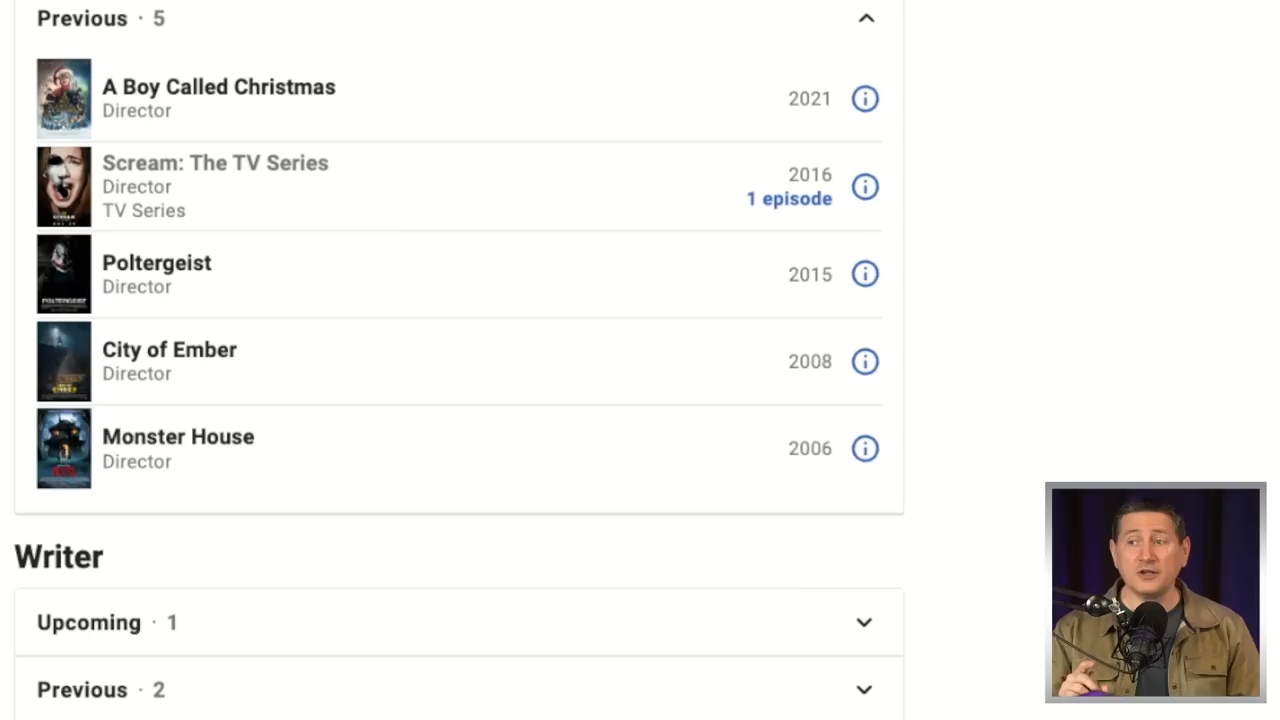 Previous · 5
A Boy Called Christmas
Director
2021
Scream: The TV Series
Director
TV Series
2016
1 episode
Poltergeist
Director
2015
POLTERGEIST
City of Ember
Director
2008
Monster House
Director
2006
Writer
Upcoming · 1
Previous · 2